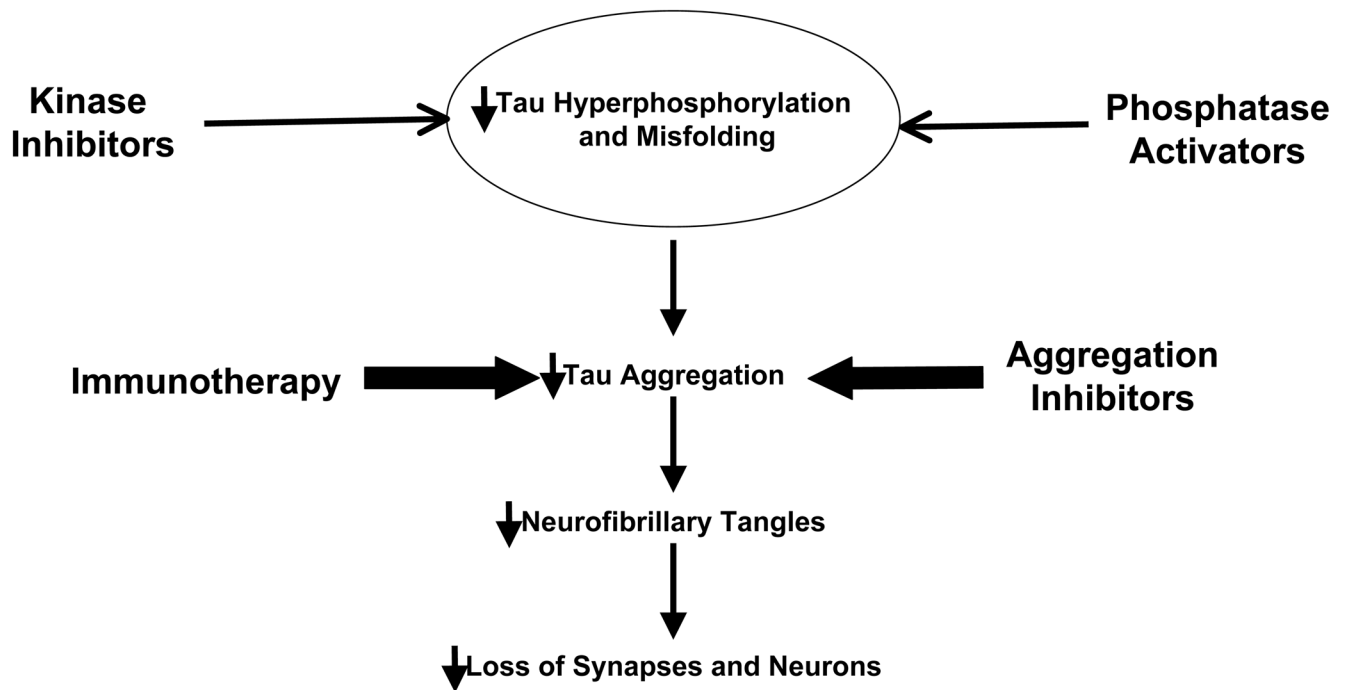 Kinase
Inhibitors
Tau Hyperphosphorylation
and Misfolding
Phosphatase
Activators
Immunotherapy
Tau Aggregation
Aggregation
Inhibitors
Neurofibrillary Tangles
Loss of Synapses and Neurons